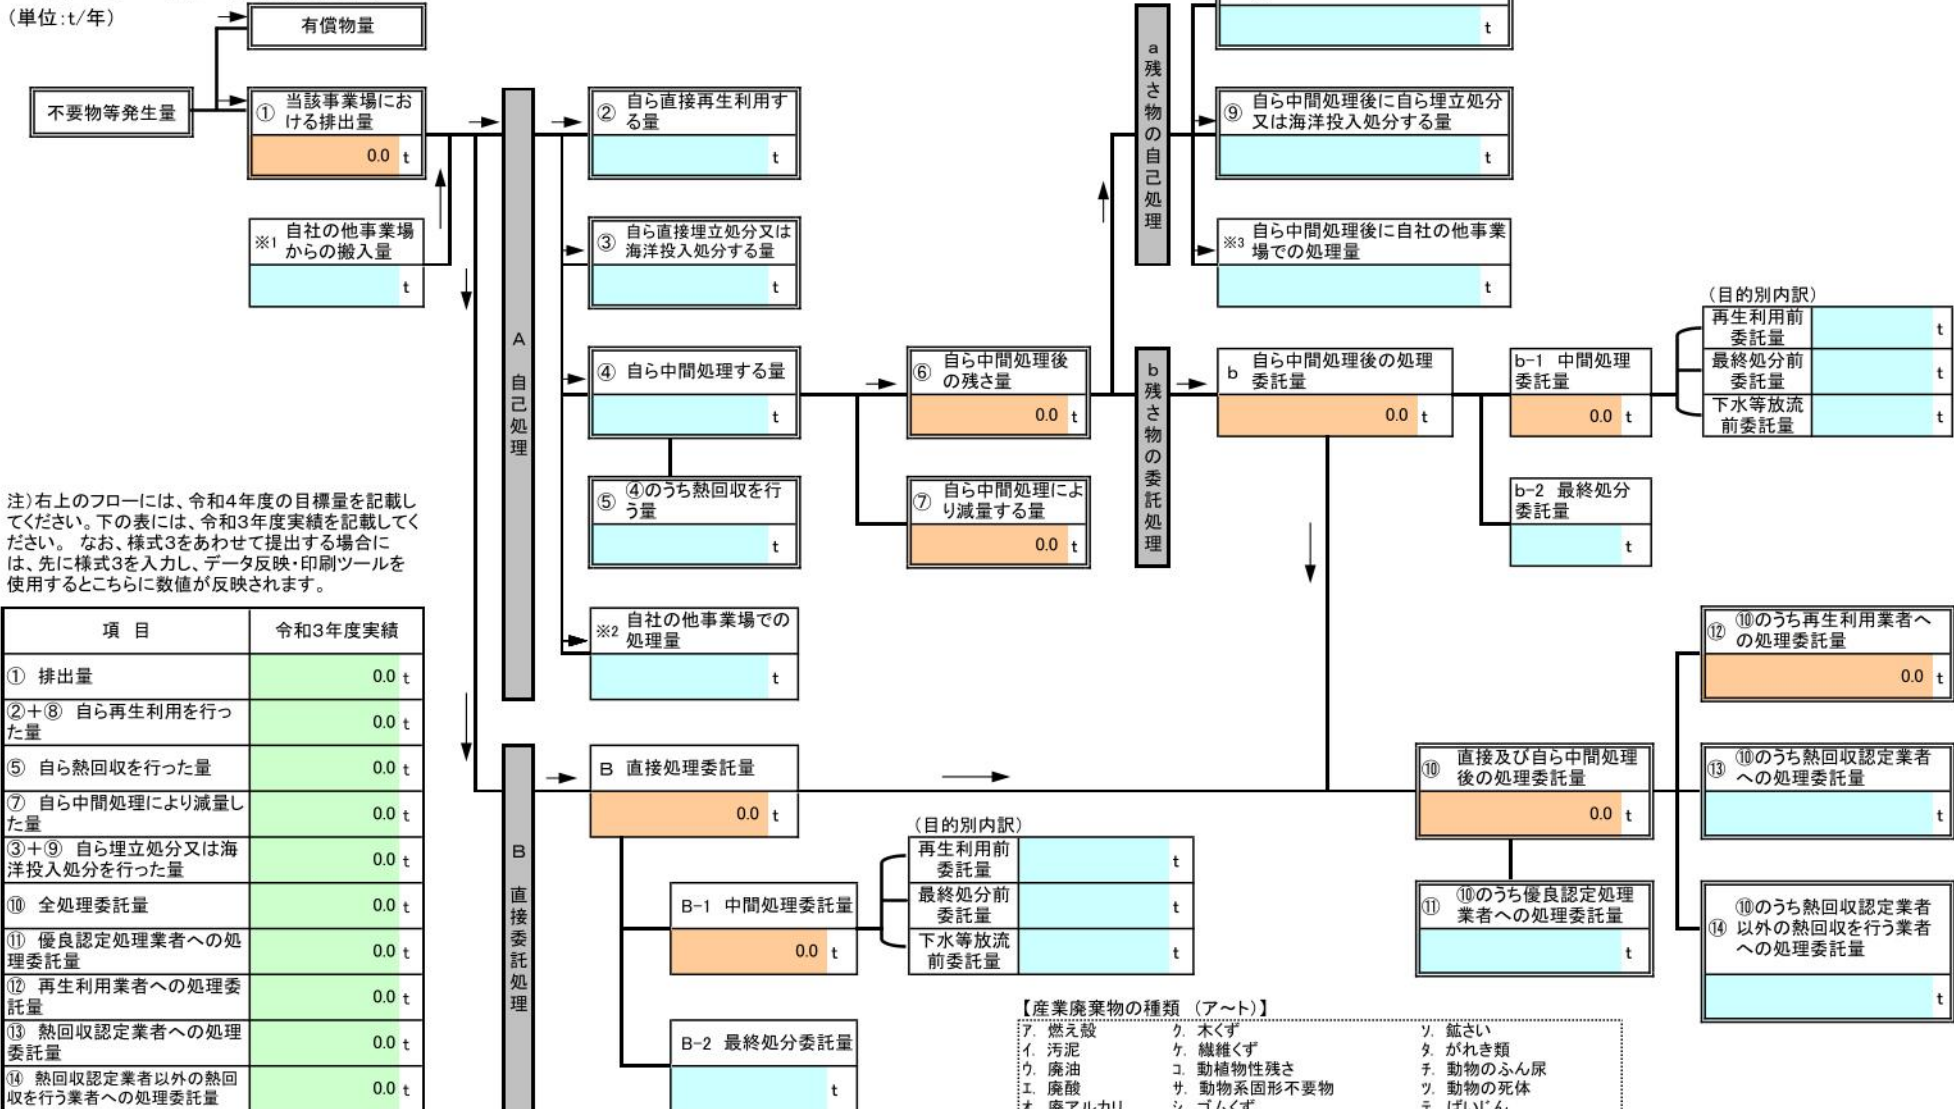 (単位:t/年)
有償物量
不要物等発生量
① 当該事業場にお
ける排出量
0.0 t
※1 自社の他事業場
からの搬入量
t
A 自己処理
② 自ら直接再生利用す
る量
t
③ 自ら直接埋立処分又は
海洋投入処分する量
t
④ 自ら中間処理する量
t
⑤ ④のうち熱回収を行
う量
t
※2 自社の他事業場での
処理量
t
⑥ 自ら中間処理後
の残さ量
0.0 t
⑦ 自ら中間処理によ
り減量する量
0.0 t
a 残さ物の自己処理
t
⑨ 自ら中間処理後に自ら埋立処分
又は海洋投入処分する量
t
※3 自ら中間処理後に自社の他事業
場での処理量
t
b 残さ物の委託処理
b 自ら中間処理後の処理
委託量
0.0 t
b-1 中間処理
委託量
0.0 t
b-2 最終処分
委託量
t
(目的別内訳)
再生利用前
委託量
t
最終処分前
委託量
t
下水等放流
前委託量
t
注)右上のフローには、令和4年度の目標量を記載し
てください。下の表には、令和3年度実績を記載してく
ださい。 なお、様式3をあわせて提出する場合に
は、先に様式3を入力し、データ反映・印刷ツールを
使用するとこちらに数値が反映されます。
項 目 令和3年度実績
① 排出量 0.0 t
②+⑧ 自ら再生利用を行っ
た量 0.0 t
⑤ 自ら熱回収を行った量 0.0 t
⑦ 自ら中間処理により減量し
た量 0.0 t
③+⑨ 自ら埋立処分又は海
洋投入処分を行った量 0.0 t
⑩ 全処理委託量 0.0 t
⑪ 優良認定処理業者への処
理委託量 0.0 t
⑫ 再生利用業者への処理委
託量 0.0 t
⑬ 熱回収認定業者への処理
委託量 0.0 t
⑭ 熱回収認定業者以外の熱回
収を行う業者への処理委託量 0.0 t
B 直接委託処理
B 直接処理委託量
0.0 t
B-1 中間処理委託量
0.0 t
B-2 最終処分委託量
t
(目的別内訳)
再生利用前
委託量
t
最終処分前
委託量
t
下水等放流
前委託量
t
⑩ 直接及び自ら中間処理
後の処理委託量
0.0 t
⑪ ⑩のうち優良認定処理
業者への処理委託量
t
⑫ ⑩のうち再生利用業者へ
の処理委託量
0.0 t
⑬ ⑩のうち熱回収認定業者
への処理委託量
t
⑭ ⑩のうち熱回収認定業者
以外の熱回収を行う業者
への処理委託量
t
【産業廃棄物の種類 (ア~ト)】
ア. 燃え殻 ク. 木くず ソ. 鉱さい
イ. 汚泥 ケ. 繊維くず タ. がれき類
ウ. 廃油 コ. 動植物性残さ チ. 動物のふん尿
エ. 廃酸 サ. 動物系固形不要物 ツ. 動物の死体
オ. 廃アルカリ シ. ゴムくず テ. ばいじん